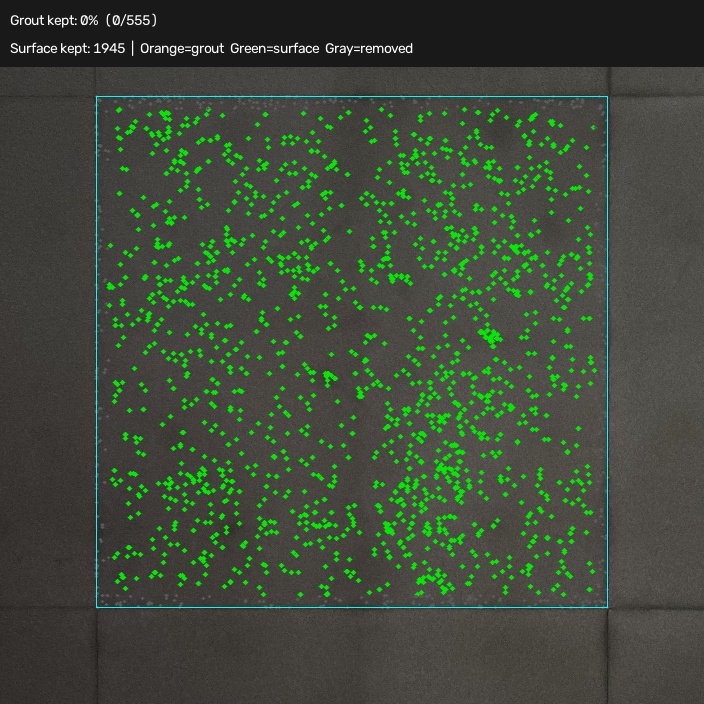 Grout kept: 0% (0/555)
Surface kept: 1945 | Orange=grout Green=surface Gray=removed